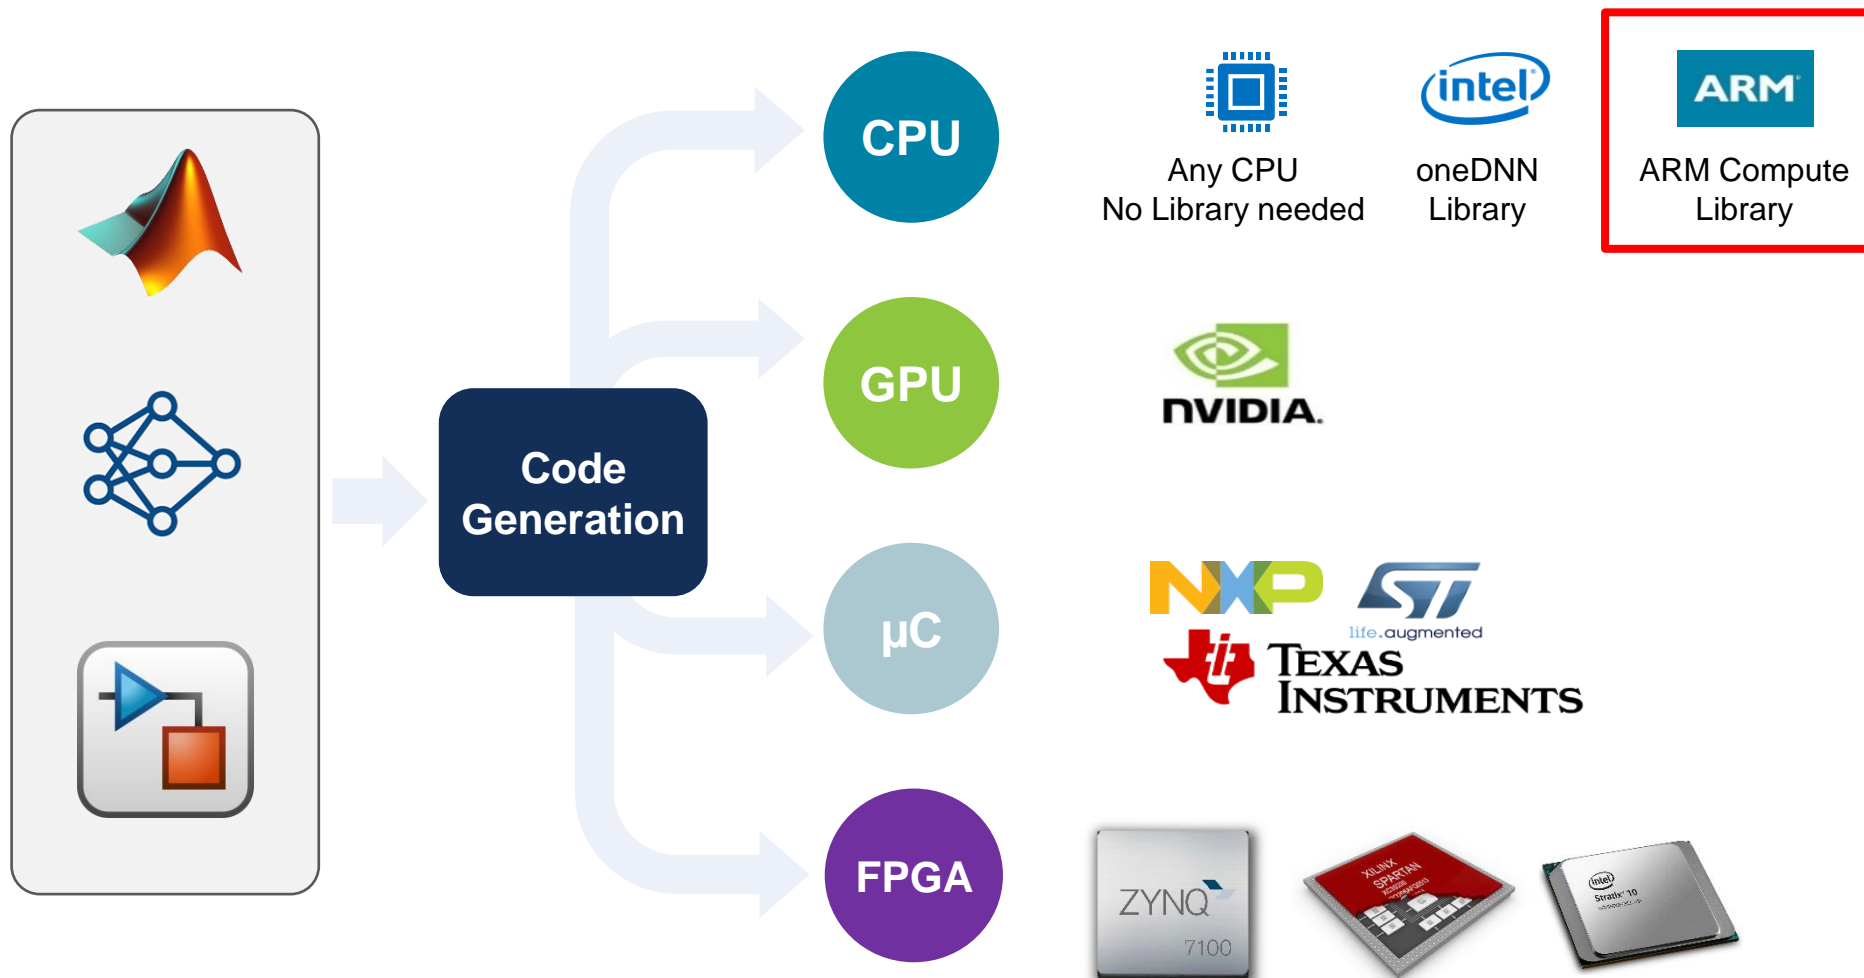 CPU
Any CPU
No Library needed
intel
oneDNN
Library
ARM
ARM Compute
Library
GPU
NVIDIA.
Code
Generation
µC
NXP
ST
life.augmented
TEXAS
INSTRUMENTS
FPGA
ZYNQ
7100
XILINX
SPARTAN
intel
Stratix 10